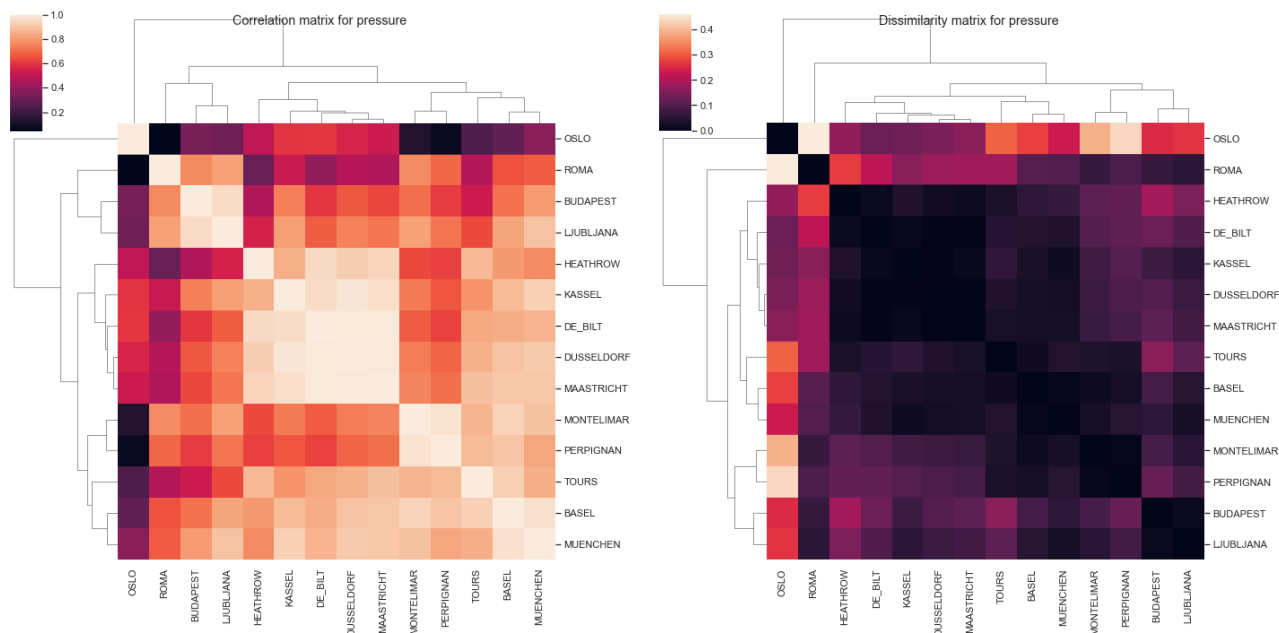 Correlation matrix for pressure
1.0
0.8
0.6
0.4
0.2
OSLO
ROMA
BUDAPEST
LJUBLJANA
HEATHROW
KASSEL
DE_BILT
DUSSELDORF
MAASTRICHT
MONTELIMAR
PERPIGNAN
TOURS
BASEL
MUENCHEN
OSLO
ROMA
BUDAPEST
LJUBLJANA
HEATHROW
KASSEL
DE_BILT
DUSSELDORF
MAASTRICHT
MONTELIMAR
PERPIGNAN
TOURS
BASEL
MUENCHEN
Dissimilarity matrix for pressure
0.4
0.3
0.2
0.1
0.0
OSLO
ROMA
HEATHROW
DE_BILT
KASSEL
DUSSELDORF
MAASTRICHT
TOURS
BASEL
MUENCHEN
MONTELIMAR
PERPIGNAN
BUDAPEST
LJUBLJANA
OSLO
ROMA
HEATHROW
DE_BILT
KASSEL
DUSSELDORF
MAASTRICHT
TOURS
BASEL
MUENCHEN
MONTELIMAR
PERPIGNAN
BUDAPEST
LJUBLJANA